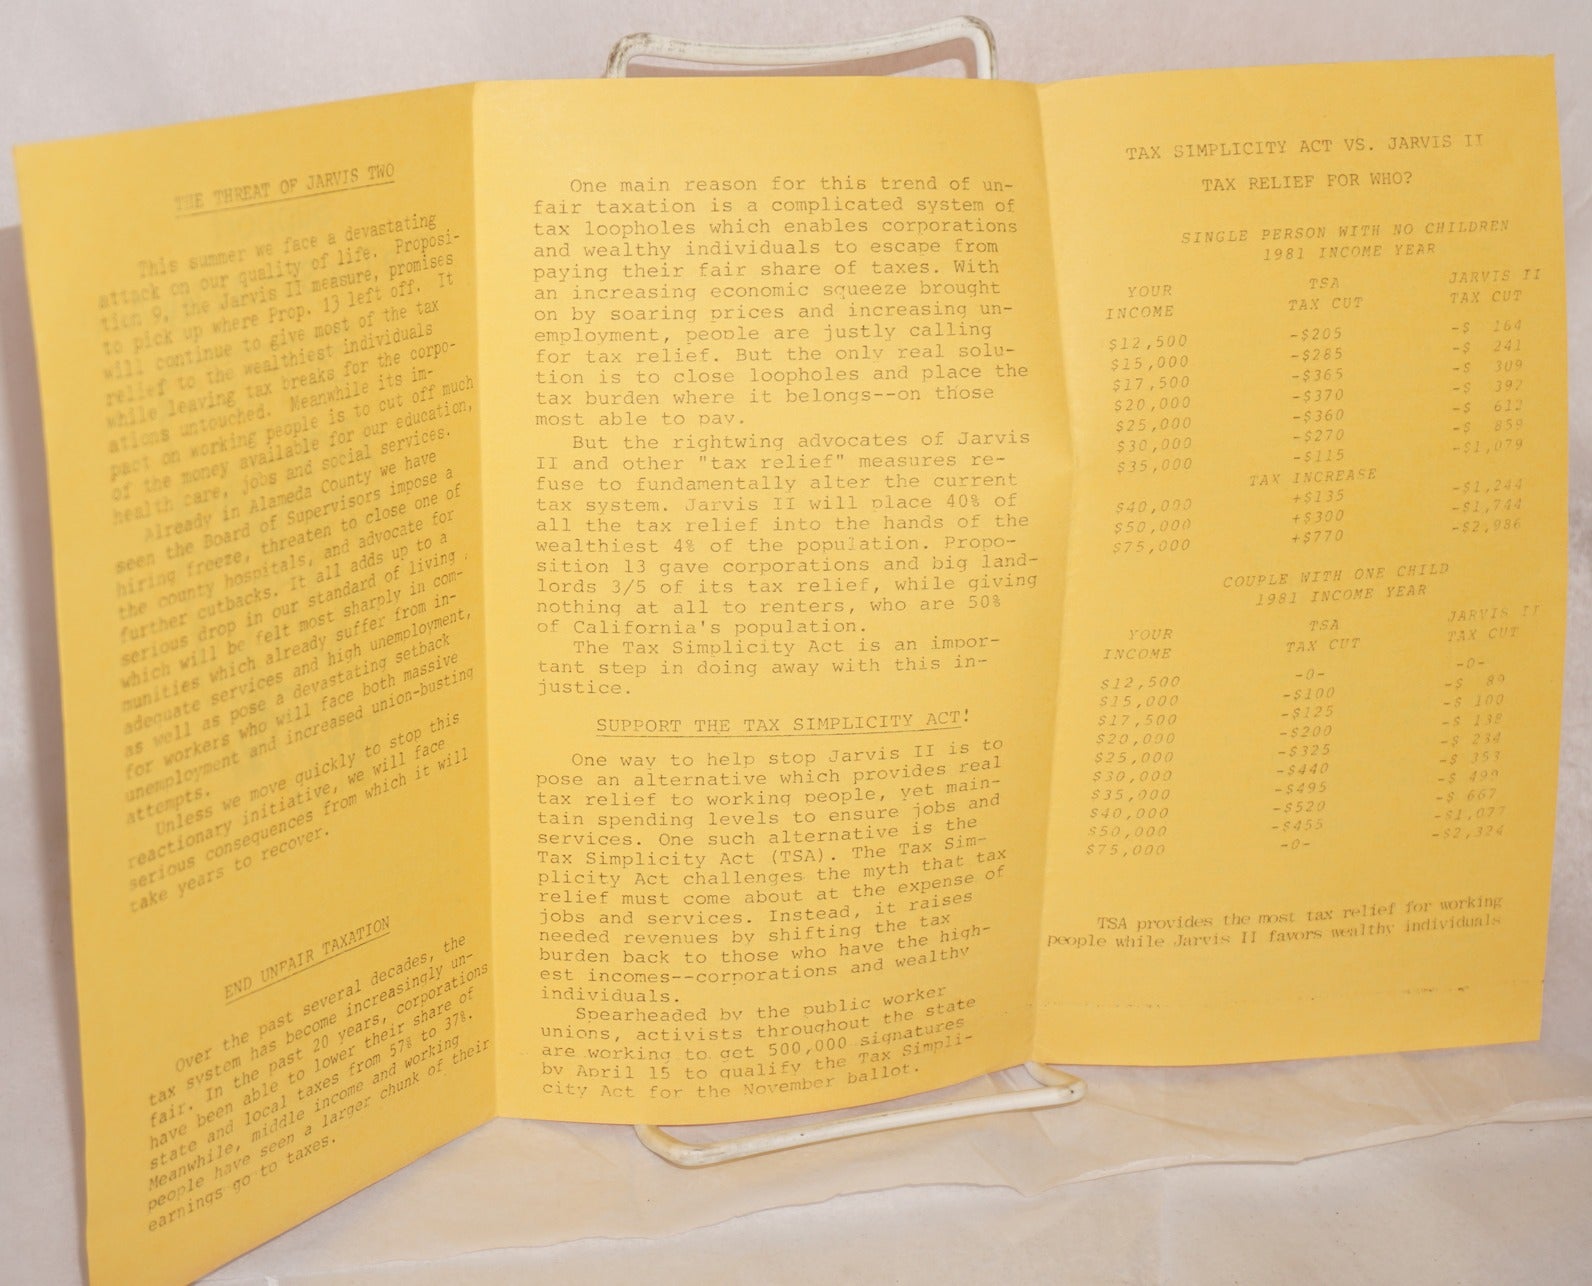 THE THREAT OF JARVIS TWO
This summer we face a devastating
attack on our quality of life. Proposi-
tion 9, the Jarvis II measure, promises
to pick up where Prop. 13 left off. It
will continue to give most of the tax
relief to the wealthiest individuals
while leaving tax breaks for the corpo-
ations untouched. Meanwhile its im-
pact on working people is to cut off much
of the money available for our education,
health care, jobs and social services.
Already in Alameda County we have
seen the Board of Supervisors impose a
hiring freeze, threaten to close one of
the county hospitals, and advocate for
further cutbacks. It all adds up to a
serious drop in our standard of living
which will be felt most sharply in com-
munities which already suffer from in-
adequate services and high unemployment,
as well as pose a devastating setback
for workers who will face both massive
unemployment and increased union-busting
attempts.
Unless we move quickly to stop this
reactionary initiative, we will face
serious consequences from which it will
take years to recover.
END UNFAIR TAXATION
Over the past several decades, the
tax system has become increasingly un-
fair. In the past 20 years, corporations
have been able to lower their share of
state and local taxes from 57% to 37%.
Meanwhile, middle income and working
people have seen a larger chunk of their
earnings go to taxes.
One main reason for this trend of un-
fair taxation is a complicated system of
tax loopholes which enables corporations
and wealthy individuals to escape from
paying their fair share of taxes. With
an increasing economic squeeze brought
on by soaring prices and increasing un-
employment, people are justly calling
for tax relief. But the only real solu-
tion is to close loopholes and place the
tax burden where it belongs--on those
most able to pay.
But the rightwing advocates of Jarvis
II and other "tax relief" measures re-
fuse to fundamentally alter the current
tax system. Jarvis II will place 40% of
all the tax relief into the hands of the
wealthiest 4% of the population. Propo-
sition 13 gave corporations and big land-
lords 3/5 of its tax relief, while giving
nothing at all to renters, who are 50%
of California's population.
The Tax Simplicity Act is an impor-
tant step in doing away with this in-
justice.
SUPPORT THE TAX SIMPLICITY ACT!
One way to help stop Jarvis II is to
pose an alternative which provides real
tax relief to working people, yet main-
tain spending levels to ensure jobs and
services. One such alternative is the
Tax Simplicity Act (TSA). The Tax Sim-
plicity Act challenges the myth that tax
relief must come about at the expense of
jobs and services. Instead, it raises
needed revenues by shifting the tax
burden back to those who have the high-
est incomes--corporations and wealthy
individuals.
Spearheaded by the public worker
unions, activists throughout the state
are working to get 500,000 signatures
by April 15 to qualify the Tax Simpli-
city Act for the November ballot.
TAX SIMPLICITY ACT VS. JARVIS II
TAX RELIEF FOR WHO?
SINGLE PERSON WITH NO CHILDREN
1981 INCOME YEAR
YOUR TSA JARVIS II
INCOME TAX CUT TAX CUT
$12,500 -$205 -$ 164
$15,000 -$285 -$ 241
$17,500 -$365 -$ 309
$20,000 -$370 -$ 392
$25,000 -$360 -$ 612
$30,000 -$270 -$ 859
$35,000 -$115 -$1,079
TAX INCREASE
$40,000 +$135 -$1,244
$50,000 +$300 -$1,744
$75,000 +$770 -$2,986
COUPLE WITH ONE CHILD
1981 INCOME YEAR
YOUR TSA JARVIS II
INCOME TAX CUT TAX CUT
$12,500 -0- -0-
$15,000 -$100 -$ 89
$17,500 -$125 -$ 100
$20,000 -$200 -$ 138
$25,000 -$325 -$ 234
$30,000 -$440 -$ 353
$35,000 -$495 -$ 499
$40,000 -$520 -$ 667
$50,000 -$455 -$1,077
$75,000 -0- -$2,324
TSA provides the most tax relief for working
people while Jarvis II favors wealthy individuals